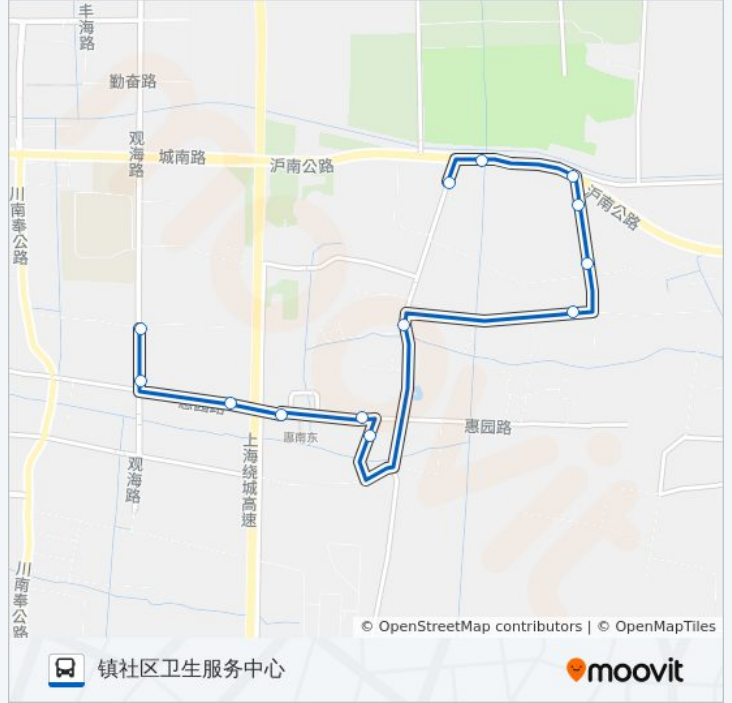 丰海路
勤奋路
观海路
城南路
沪南公路
川南奉公路
沪南公路
惠园路
惠南东
上海绕城高速
观海路
川南奉公路
© OpenStreetMap contributors | © OpenMapTiles
镇社区卫生服务中心
moovit